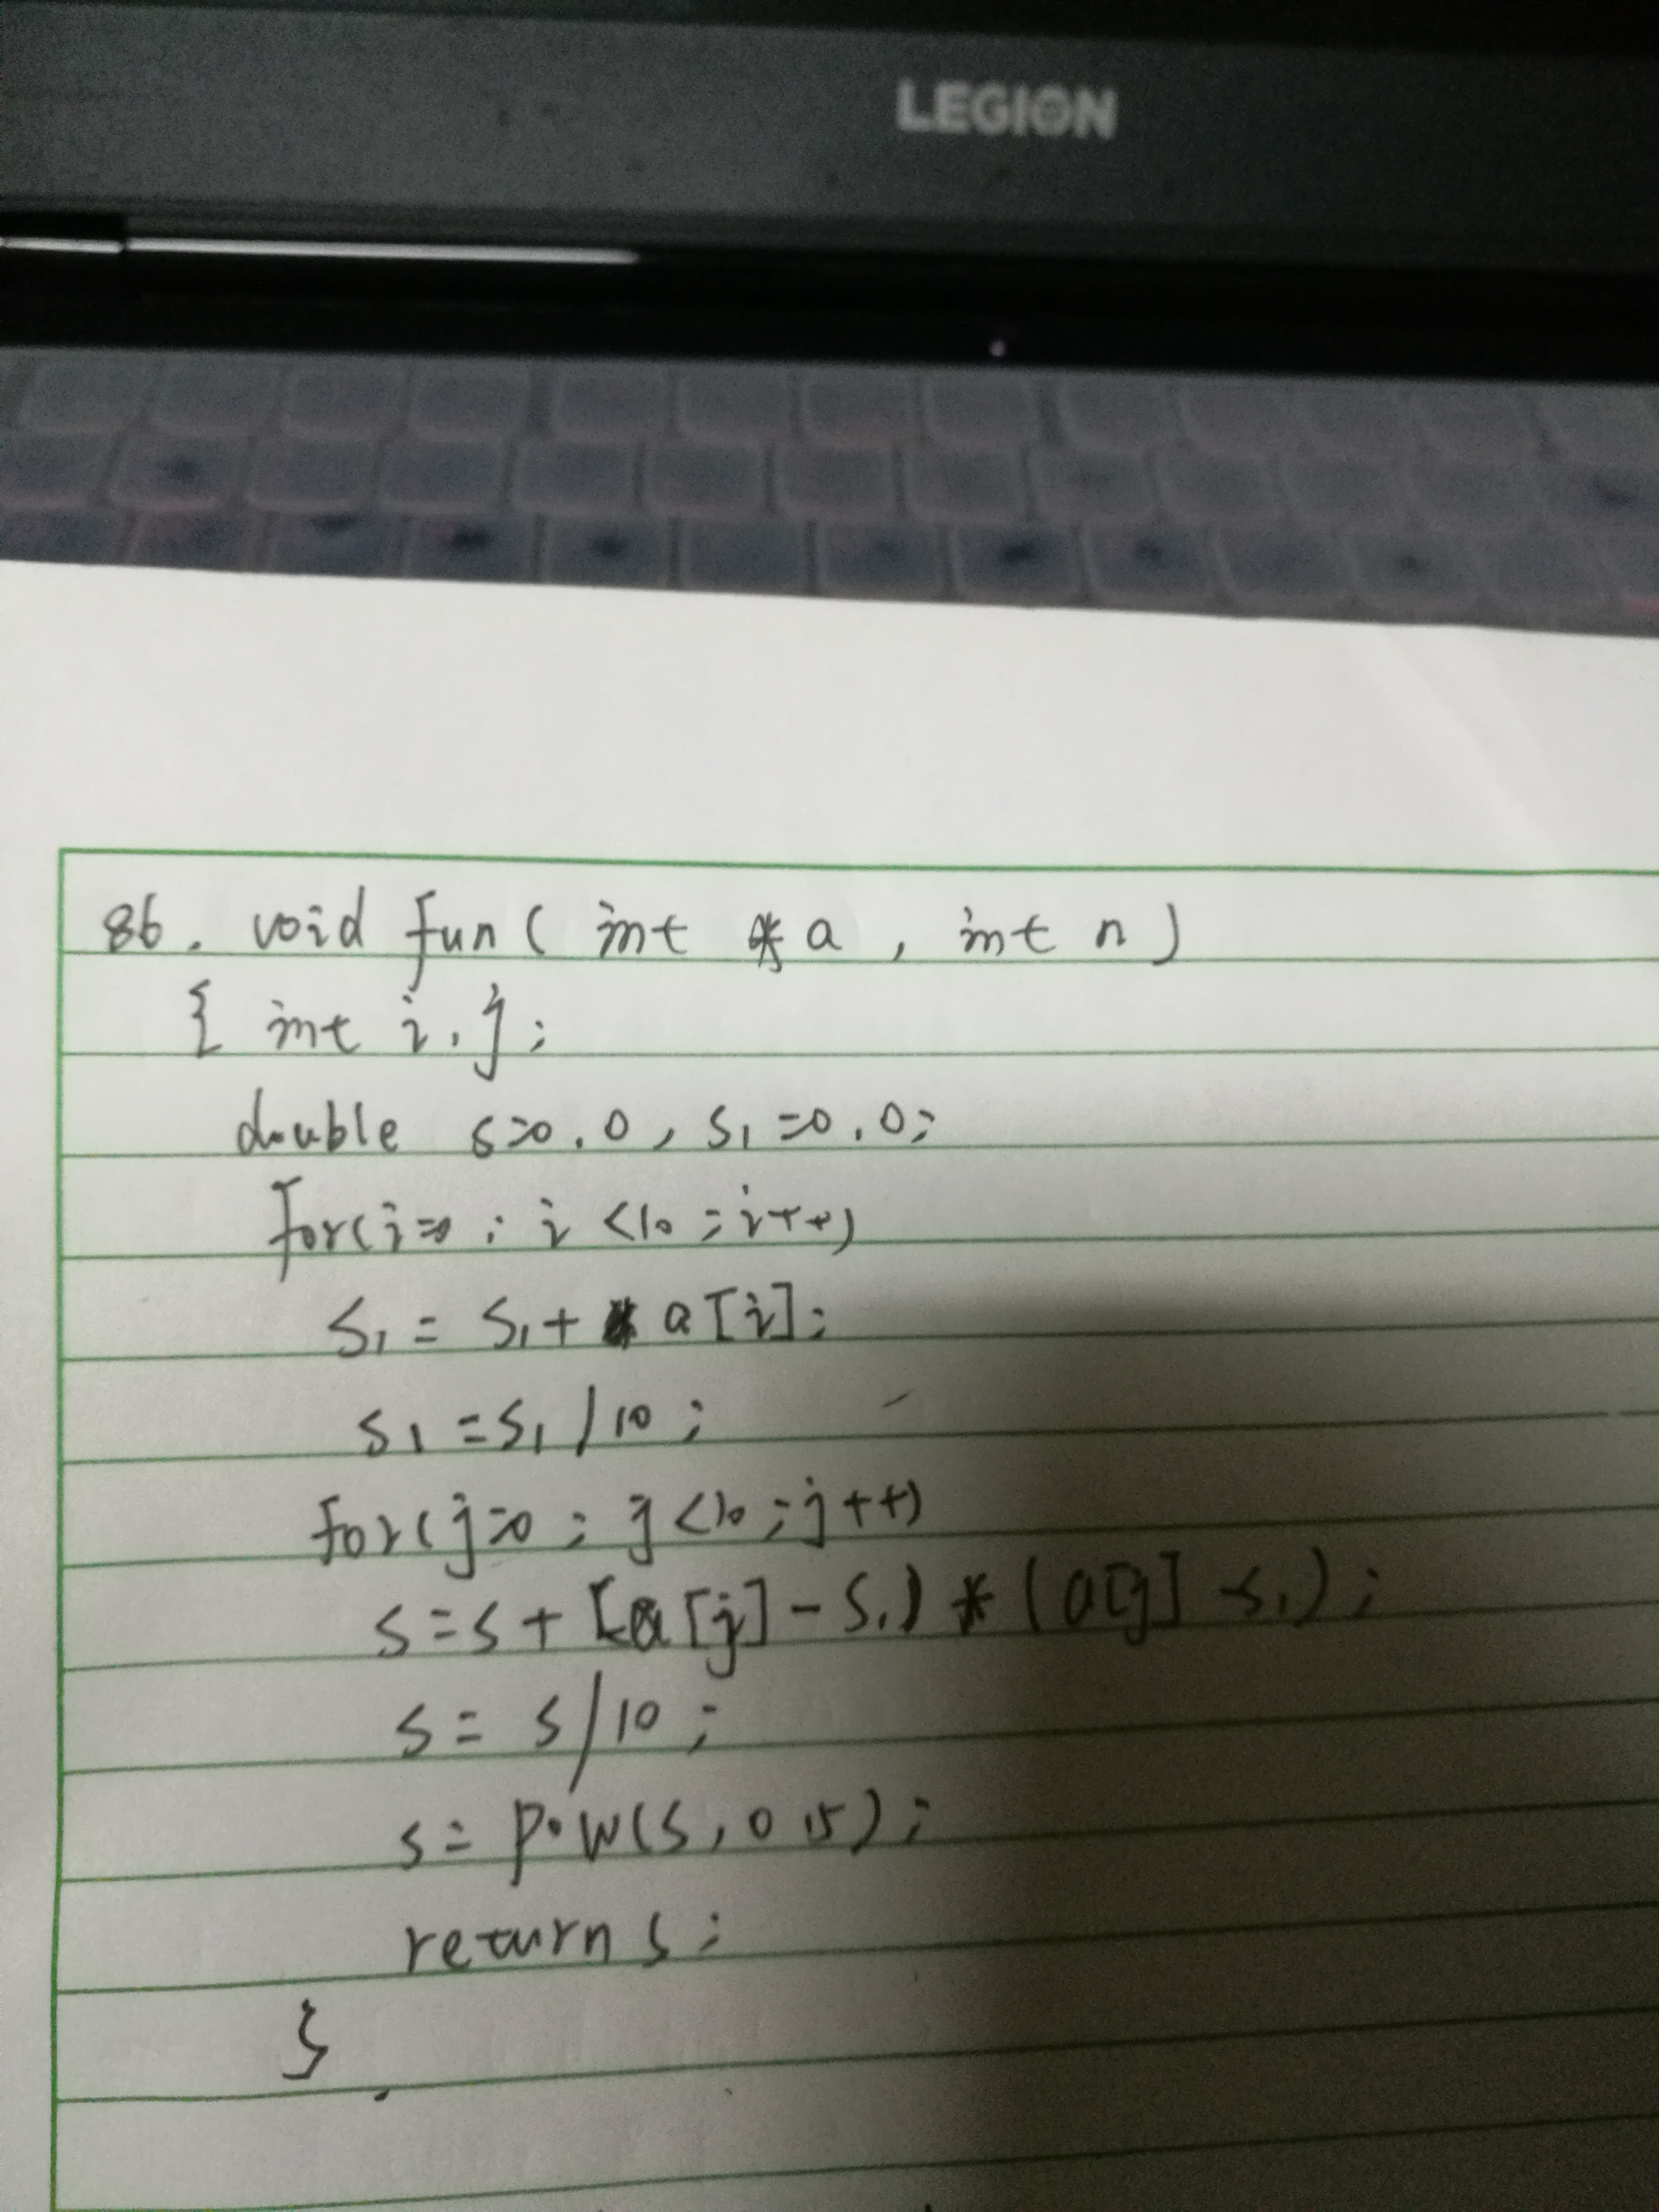 LEGION
86. void fun( int *a, int n)
{ int i,j;
double s=0.0, s1=0.0;
for(i=0; i<10; i++)
s1 = s1+ a[i];
s1 = s1/10;
for(j=0; j<10; j++)
s=s+(a[j]-s1)*(a[j]-s1);
s= s/10;
s= pow(s,0.5);
return s;
}